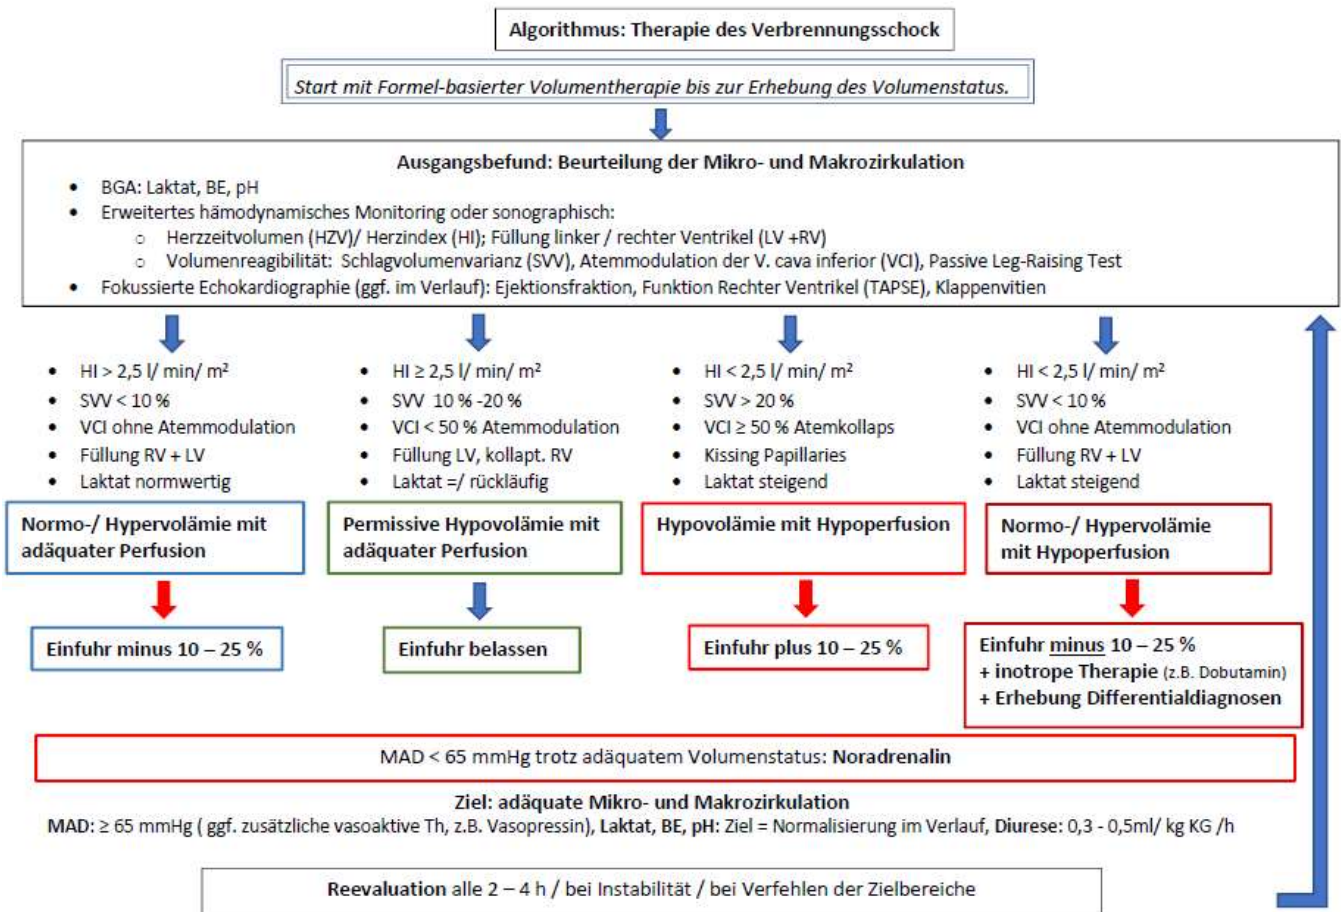 Algorithmus: Therapie des Verbrennungsschock
Start mit Formel-basierter Volumentherapie bis zur Erhebung des Volumenstatus.
Ausgangsbefund: Beurteilung der Mikro- und Makrozirkulation
• BGA: Laktat, BE, pH
• Erweitertes hämodynamisches Monitoring oder sonographisch:
○ Herzzeitvolumen (HZV)/ Herzindex (HI); Füllung linker / rechter Ventrikel (LV +RV)
○ Volumenreagibilität: Schlagvolumenvarianz (SVV), Atemmodulation der V. cava inferior (VCI), Passive Leg-Raising Test
• Fokussierte Echokardiographie (ggf. im Verlauf): Ejektionsfraktion, Funktion Rechter Ventrikel (TAPSE), Klappenvitien
• HI > 2,5 l/ min/ m²
• SVV < 10 %
• VCI ohne Atemmodulation
• Füllung RV + LV
• Laktat normwertig
Normo-/ Hypervolämie mit
adäquater Perfusion
Einfuhr minus 10 – 25 %
• HI ≥ 2,5 l/ min/ m²
• SVV 10 % -20 %
• VCI < 50 % Atemmodulation
• Füllung LV, kollapt. RV
• Laktat =/ rückläufig
Permissive Hypovolämie mit
adäquater Perfusion
Einfuhr belassen
• HI < 2,5 l/ min/ m²
• SVV > 20 %
• VCI ≥ 50 % Atemkollaps
• Kissing Papillaries
• Laktat steigend
Hypovolämie mit Hypoperfusion
Einfuhr plus 10 – 25 %
• HI < 2,5 l/ min/ m²
• SVV < 10 %
• VCI ohne Atemmodulation
• Füllung RV + LV
• Laktat steigend
Normo-/ Hypervolämie
mit Hypoperfusion
Einfuhr minus 10 – 25 %
+ inotrope Therapie (z.B. Dobutamin)
+ Erhebung Differentialdiagnosen
MAD < 65 mmHg trotz adäquatem Volumenstatus: Noradrenalin
Ziel: adäquate Mikro- und Makrozirkulation
MAD: ≥ 65 mmHg ( ggf. zusätzliche vasoaktive Th, z.B. Vasopressin), Laktat, BE, pH: Ziel = Normalisierung im Verlauf, Diurese: 0,3 - 0,5ml/ kg KG /h
Reevaluation alle 2 – 4 h / bei Instabilität / bei Verfehlen der Zielbereiche